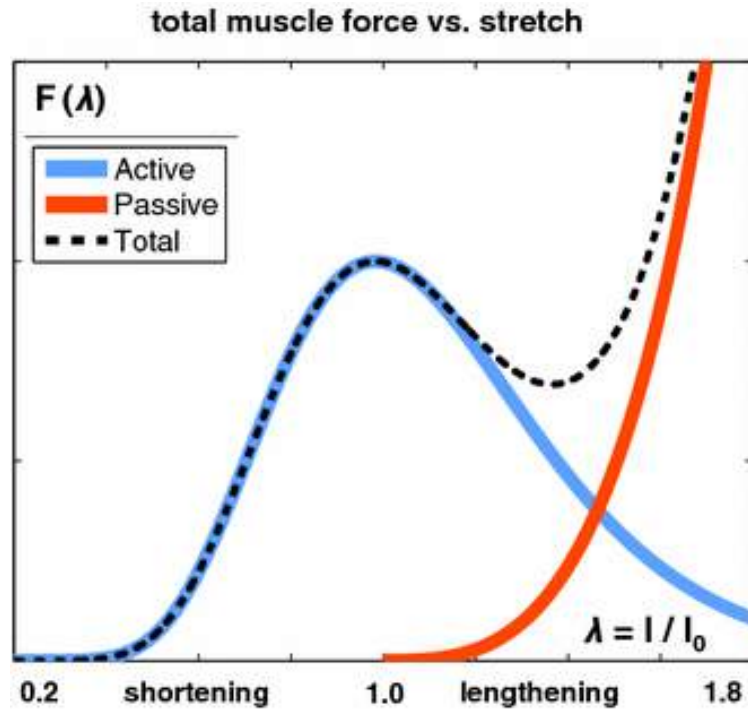 total muscle force vs. stretch
F(λ)
Active
Passive
Total
λ = l / l₀
0.2 shortening 1.0 lengthening 1.8